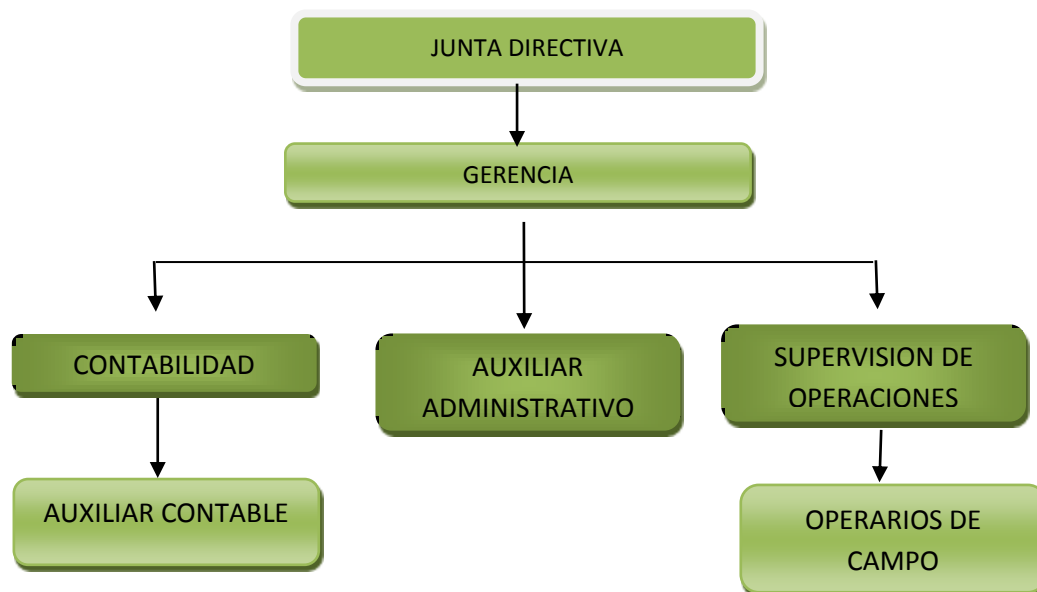 JUNTA DIRECTIVA
GERENCIA
CONTABILIDAD
AUXILIAR
ADMINISTRATIVO
SUPERVISION DE
OPERACIONES
AUXILIAR CONTABLE
OPERARIOS DE
CAMPO